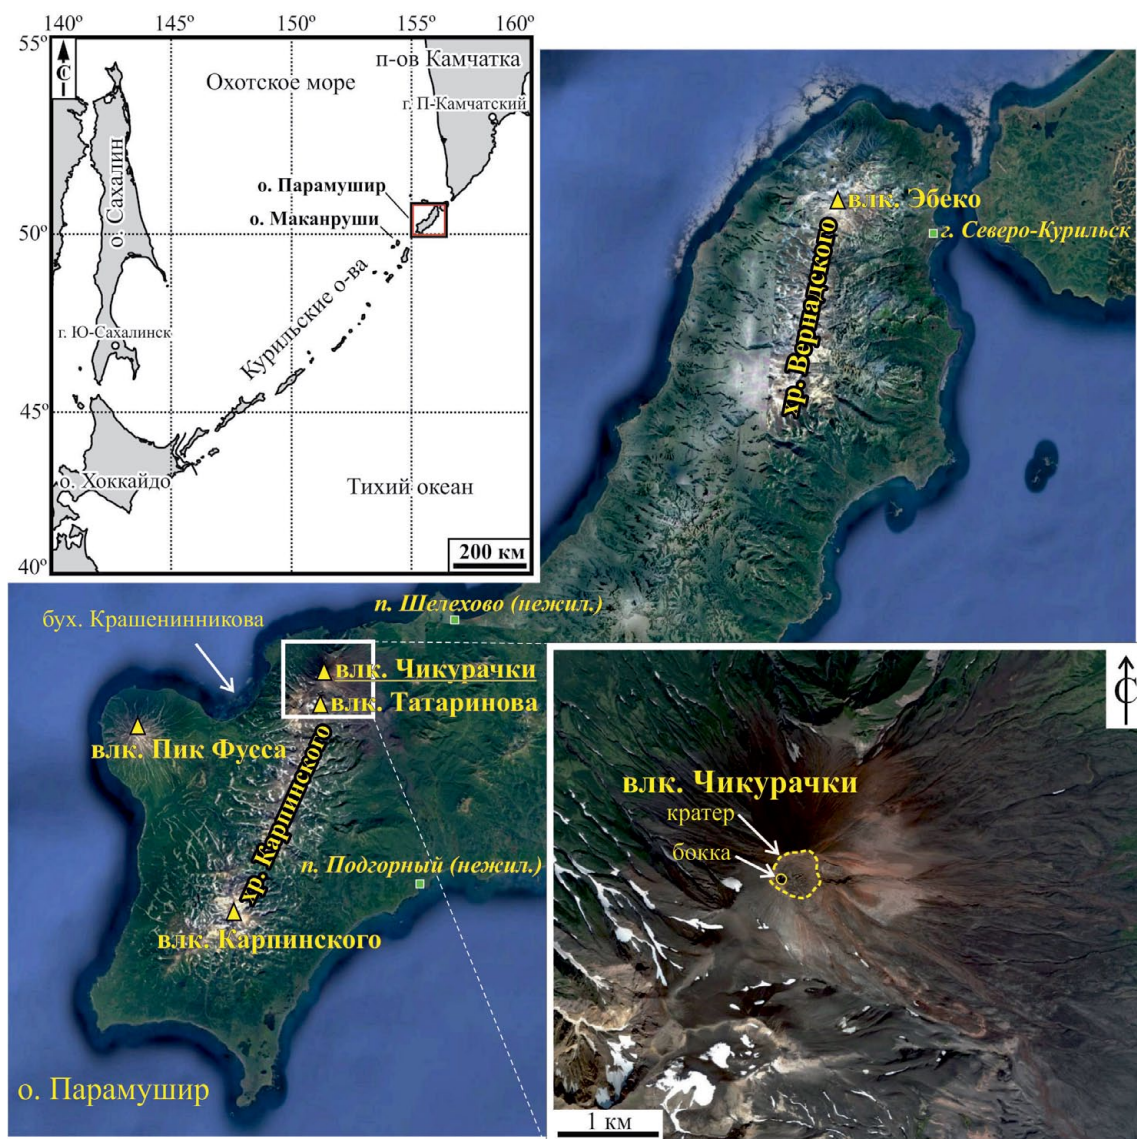 140º 145º 150º 155º 160º
55º
С
п-ов Камчатка
Охотское море
г. П-Камчатский
о. Сахалин
о. Парамушир
о. Маканруши
50º
Курильские о-ва
г. Ю-Сахалинск
45º
о. Хоккайдо
Тихий океан
200 км
40º
влк. Эбеко
г. Северо-Курильск
хр. Вернадского
п. Шелехово (нежил.)
бух. Крашенинникова
влк. Чикурачки
влк. Татаринова
влк. Пик Фусса
хр. Карпинского
п. Подгорный (нежил.)
влк. Карпинского
о. Парамушир
С
влк. Чикурачки
кратер
бокка
1 км